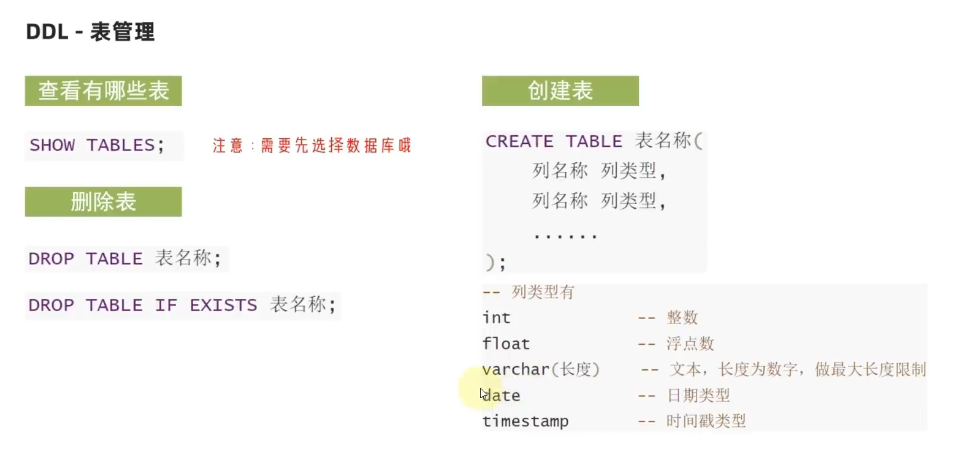 DDL - 表管理
查看有哪些表
SHOW TABLES;
注意：需要先选择数据库哦
删除表
DROP TABLE 表名称;
DROP TABLE IF EXISTS 表名称;
创建表
CREATE TABLE 表名称(
列名称 列类型,
列名称 列类型,
......
);
-- 列类型有
int -- 整数
float -- 浮点数
varchar(长度) -- 文本，长度为数字，做最大长度限制
date -- 日期类型
timestamp -- 时间戳类型